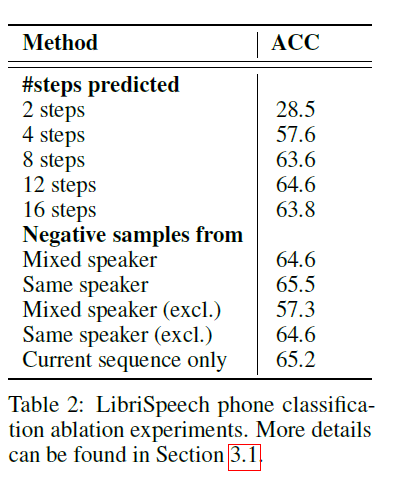 Method ACC
#steps predicted
2 steps 28.5
4 steps 57.6
8 steps 63.6
12 steps 64.6
16 steps 63.8
Negative samples from
Mixed speaker 64.6
Same speaker 65.5
Mixed speaker (excl.) 57.3
Same speaker (excl.) 64.6
Current sequence only 65.2
Table 2: LibriSpeech phone classifica-
tion ablation experiments. More details
can be found in Section 3.1.